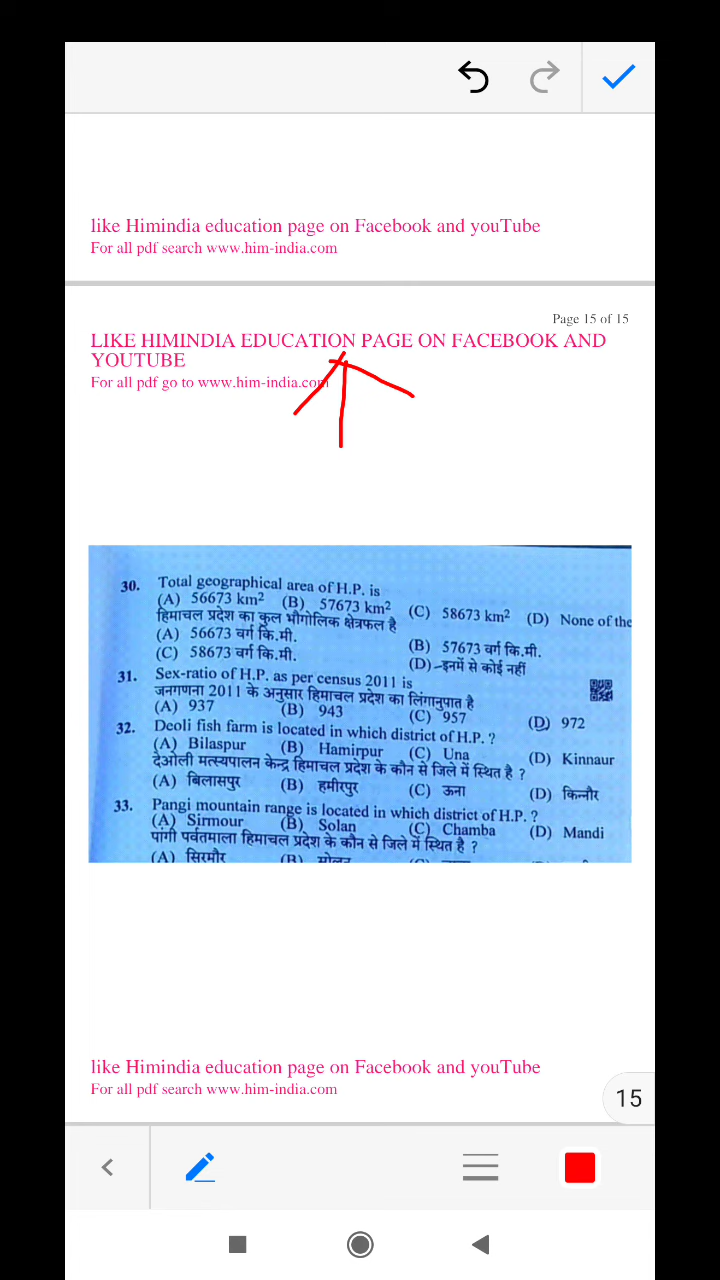 like Himindia education page on Facebook and youTube
For all pdf search www.him-india.com
Page 15 of 15
LIKE HIMINDIA EDUCATION PAGE ON FACEBOOK AND
YOUTUBE
For all pdf go to www.him-india.com
30. Total geographical area of H.P. is
(A) 56673 km² (B) 57673 km² (C) 58673 km² (D) None of the
हिमाचल प्रदेश का कुल भौगोलिक क्षेत्रफल है
(A) 56673 वर्ग कि.मी. (B) 57673 वर्ग कि.मी.
(C) 58673 वर्ग कि.मी. (D) इनमें से कोई नहीं
31. Sex-ratio of H.P. as per census 2011 is
जनगणना 2011 के अनुसार हिमाचल प्रदेश का लिंगानुपात है
(A) 937 (B) 943 (C) 957 (D) 972
32. Deoli fish farm is located in which district of H.P. ?
(A) Bilaspur (B) Hamirpur (C) Una (D) Kinnaur
देओली मत्स्यपालन केन्द्र हिमाचल प्रदेश के कौन से जिले में स्थित है ?
(A) बिलासपुर (B) हमीरपुर (C) ऊना (D) किन्नौर
33. Pangi mountain range is located in which district of H.P. ?
(A) Sirmour (B) Solan (C) Chamba (D) Mandi
पांगी पर्वतमाला हिमाचल प्रदेश के कौन से जिले में स्थित है ?
(A) सिरमौर (B) सोलन
like Himindia education page on Facebook and youTube
For all pdf search www.him-india.com
15